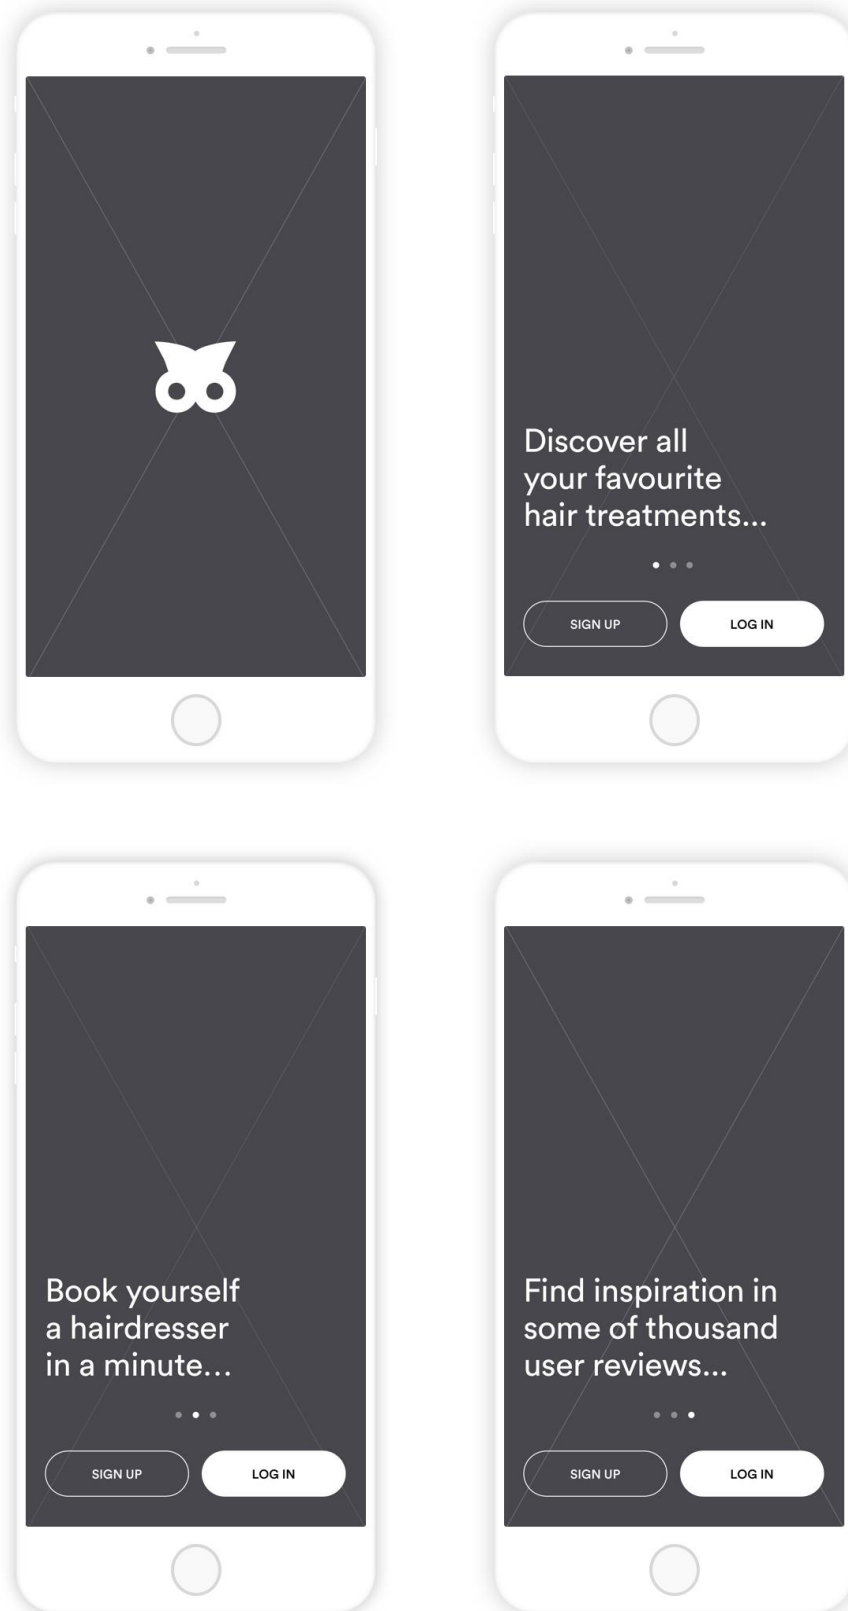 Discover all
your favourite
hair treatments...
SIGN UP
LOG IN
Book yourself
a hairdresser
in a minute...
SIGN UP
LOG IN
Find inspiration in
some of thousand
user reviews...
SIGN UP
LOG IN